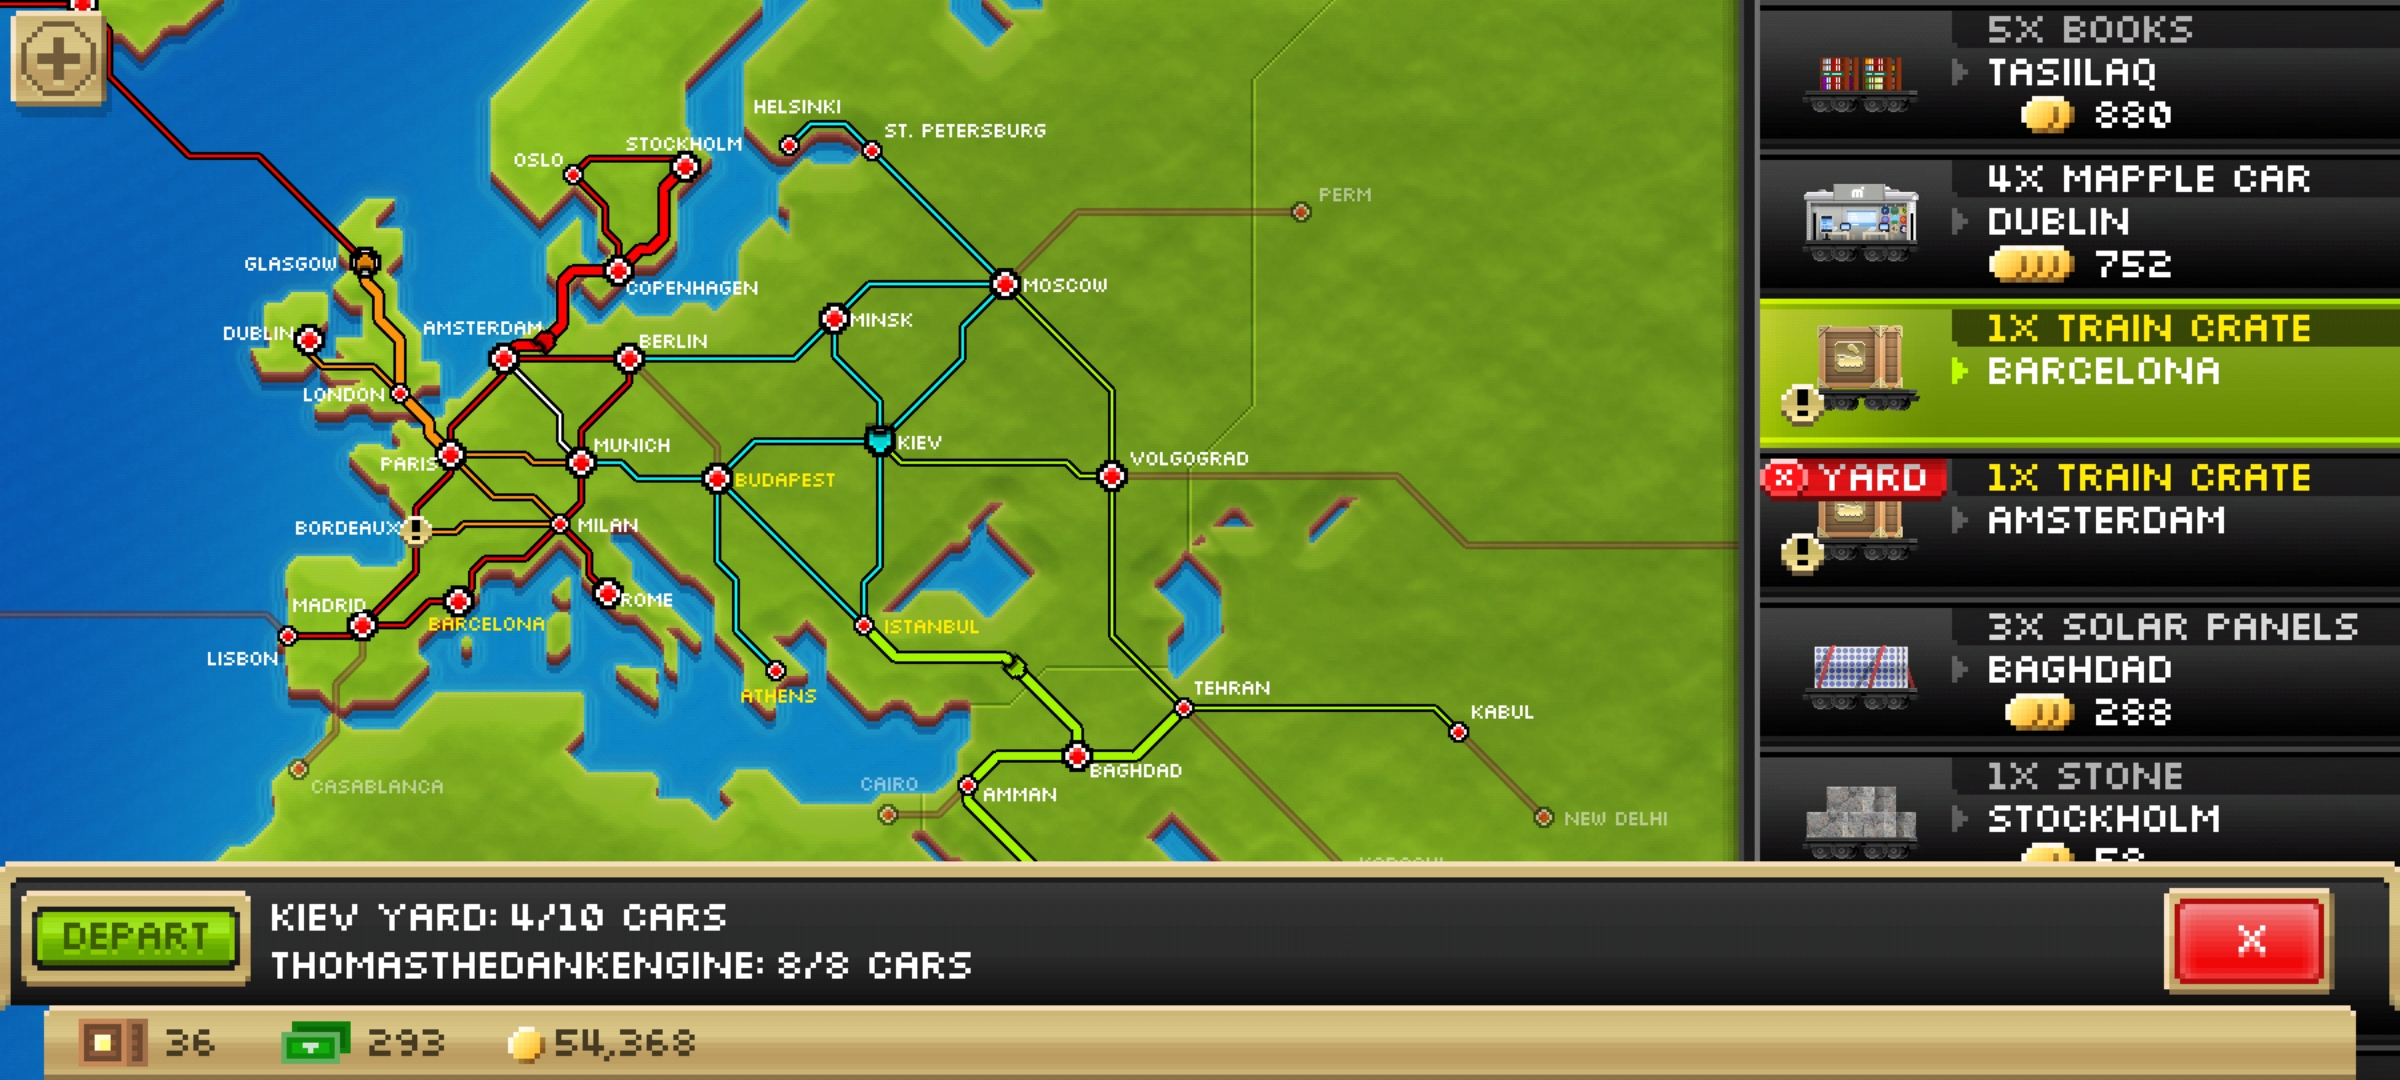 HELSINKI
ST. PETERSBURG
STOCKHOLM
OSLO
PERM
GLASGOW
COPENHAGEN
MOSCOW
DUBLIN
AMSTERDAM
BERLIN
MINSK
LONDON
MUNICH
KIEV
PARIS
VOLGOGRAD
BUDAPEST
BORDEAUX
MILAN
MADRID
ROME
BARCELONA
ISTANBUL
LISBON
ATHENS
TEHRAN
KABUL
BAGHDAD
CASABLANCA
CAIRO
AMMAN
NEW DELHI
5X BOOKS
TASIILAQ
880
4X MAPPLE CAR
DUBLIN
752
1X TRAIN CRATE
BARCELONA
YARD
1X TRAIN CRATE
AMSTERDAM
3X SOLAR PANELS
BAGHDAD
288
1X STONE
STOCKHOLM
DEPART
KIEV YARD: 4/10 CARS
THOMASTHEDANKENGINE: 8/8 CARS
X
36
293
54,368